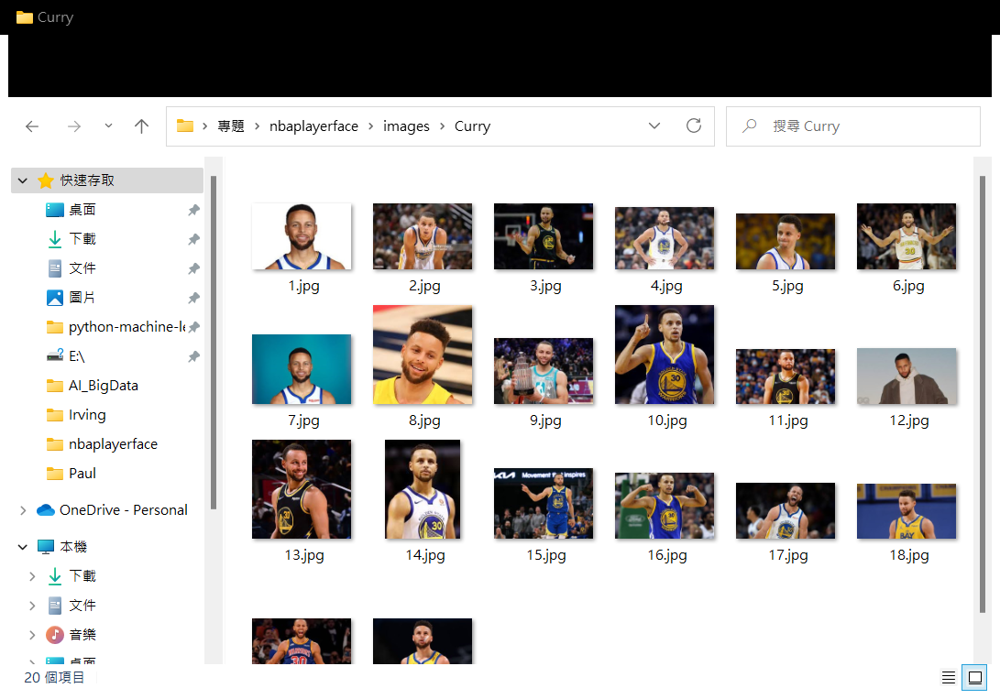 Curry
專題 › nbaplayerface › images › Curry
搜尋 Curry
快速存取
桌面
下載
文件
圖片
python-machine-le
E:\
AI_BigData
Irving
nbaplayerface
Paul
OneDrive - Personal
本機
下載
文件
音樂
桌面
1.jpg 2.jpg 3.jpg 4.jpg 5.jpg 6.jpg
7.jpg 8.jpg 9.jpg 10.jpg 11.jpg 12.jpg
13.jpg 14.jpg 15.jpg 16.jpg 17.jpg 18.jpg
20 個項目